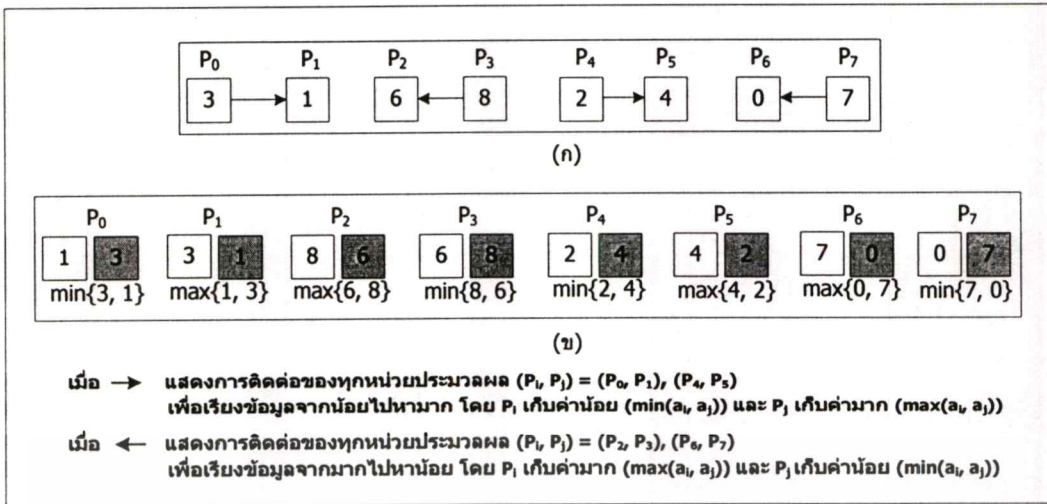 P₀ P₁ P₂ P₃ P₄ P₅ P₆ P₇
3 1 6 8 2 4 0 7
(ก)
P₀ P₁ P₂ P₃ P₄ P₅ P₆ P₇
1 3 3 1 8 6 6 8 2 4 4 2 7 0 0 7
min{3, 1} max{1, 3} max{6, 8} min{8, 6} min{2, 4} max{4, 2} max{0, 7} min{7, 0}
(ข)
เมื่อ → แสดงการติดต่อของทุกหน่วยประมวลผล (Pᵢ, Pⱼ) = (P₀, P₁), (P₄, P₅)
เพื่อเรียงข้อมูลจากน้อยไปหามาก โดย Pᵢ เก็บค่าน้อย (min(aᵢ, aⱼ)) และ Pⱼ เก็บค่ามาก (max(aᵢ, aⱼ))
เมื่อ ← แสดงการติดต่อของทุกหน่วยประมวลผล (Pᵢ, Pⱼ) = (P₂, P₃), (P₆, P₇)
เพื่อเรียงข้อมูลจากมากไปหาน้อย โดย Pᵢ เก็บค่ามาก (max(aᵢ, aⱼ)) และ Pⱼ เก็บค่าน้อย (min(aᵢ, aⱼ))